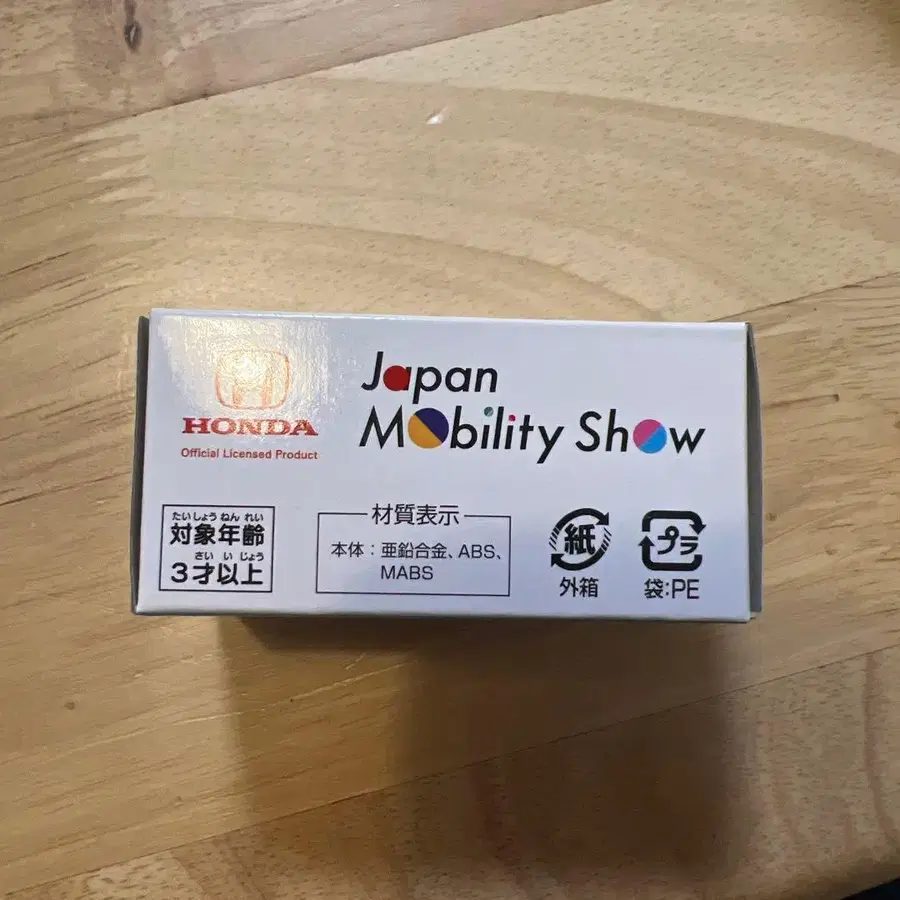 HONDA
Official Licensed Product
Japan
Mobility Show
たいしょう ねん れい
対象年齢
さい い じょう
3才以上
材質表示
本体:亜鉛合金、ABS、
MABS
紙
外箱
プラ
袋:PE